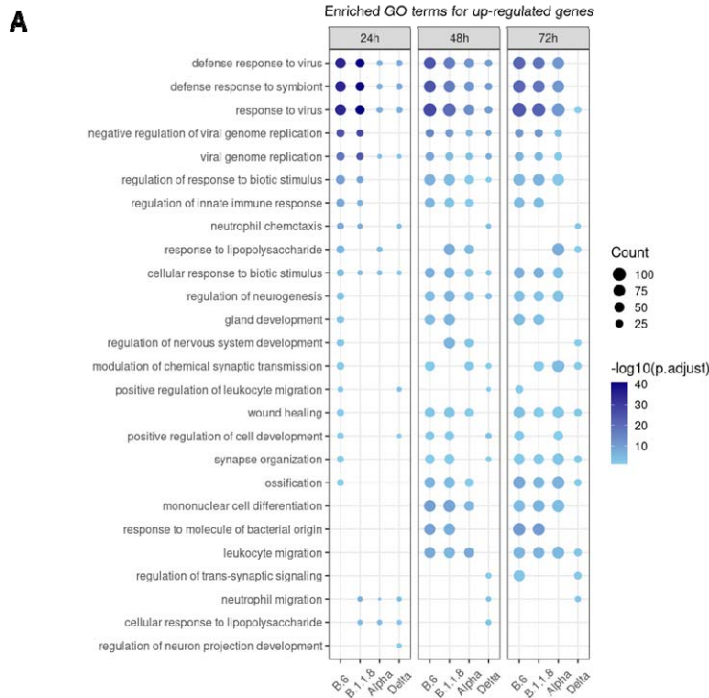 A
Enriched GO terms for up-regulated genes
24h 48h 72h
defense response to virus
defense response to symbiont
response to virus
negative regulation of viral genome replication
viral genome replication
regulation of response to biotic stimulus
regulation of innate immune response
neutrophil chemotaxis
response to lipopolysaccharide
cellular response to biotic stimulus
regulation of neurogenesis
gland development
regulation of nervous system development
modulation of chemical synaptic transmission
positive regulation of leukocyte migration
wound healing
positive regulation of cell development
synapse organization
ossification
mononuclear cell differentiation
response to molecule of bacterial origin
leukocyte migration
regulation of trans-synaptic signaling
neutrophil migration
cellular response to lipopolysaccharide
regulation of neuron projection development
B.6 B.1.1.8 Alpha Delta B.6 B.1.1.8 Alpha Delta B.6 B.1.1.8 Alpha Delta
Count
100
75
50
25
-log10(p.adjust)
40
30
20
10